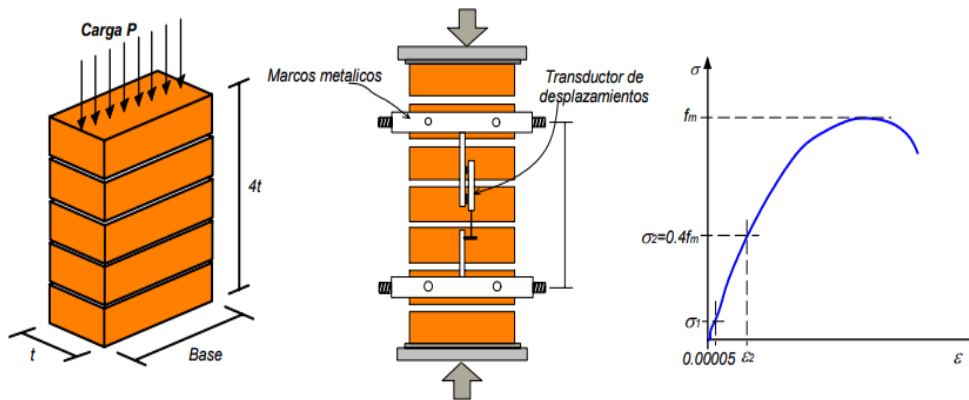 Carga P
4t
t
Base
Marcos metalicos
Transductor de
desplazamientos
σ
fm
σ2=0.4fm
σ1
0.00005
ε2
ε